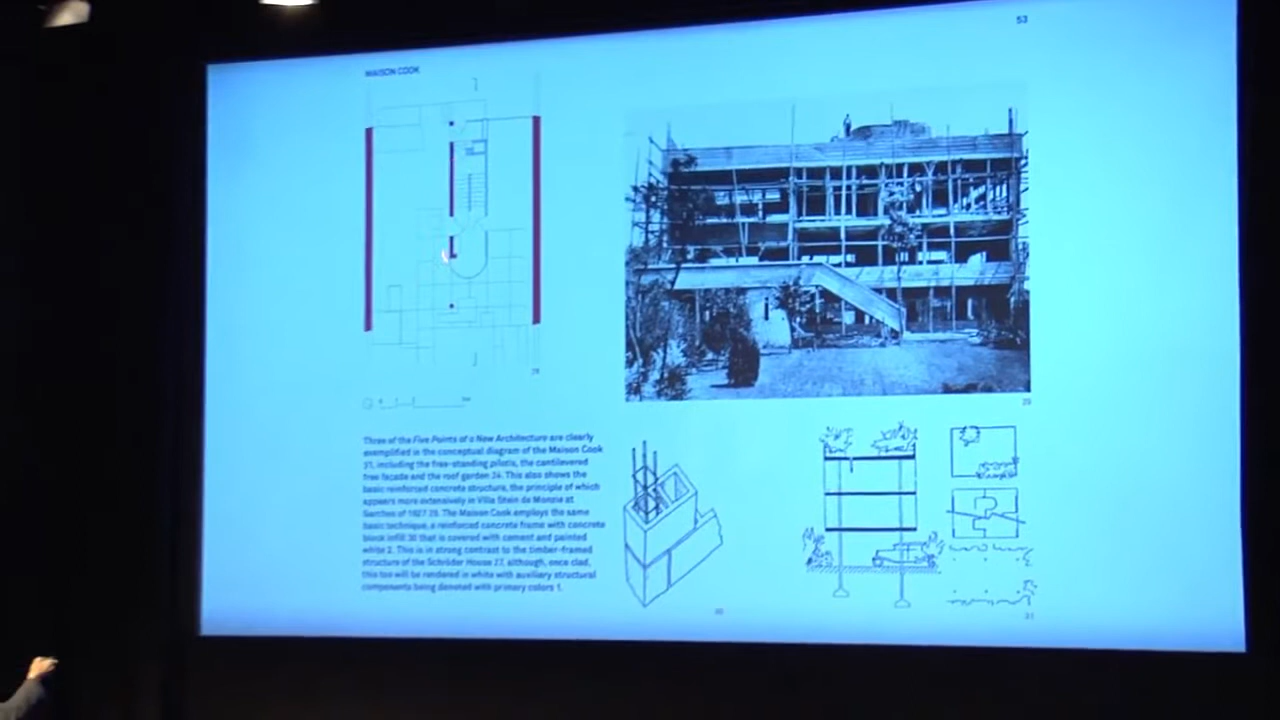 53
MAISON COOK
29
Three of the Five Points of a New Architecture are clearly
exemplified in the conceptual diagram of the Maison Cook
31, including the free-standing pilotis, the cantilevered
free facade and the roof garden 24. This also shows the
basic reinforced concrete structure, the principle of which
appears more extensively in Villa Stein de Monzie at
Garches of 1927 29. The Maison Cook employs the same
basic technique, a reinforced concrete frame with concrete
block infill 30 that is covered with cement and painted
white 2. This is in strong contrast to the timber-framed
structure of the Schröder House 27, although, once clad,
this too will be rendered in white with auxiliary structural
components being denoted with primary colors 1.
30
31